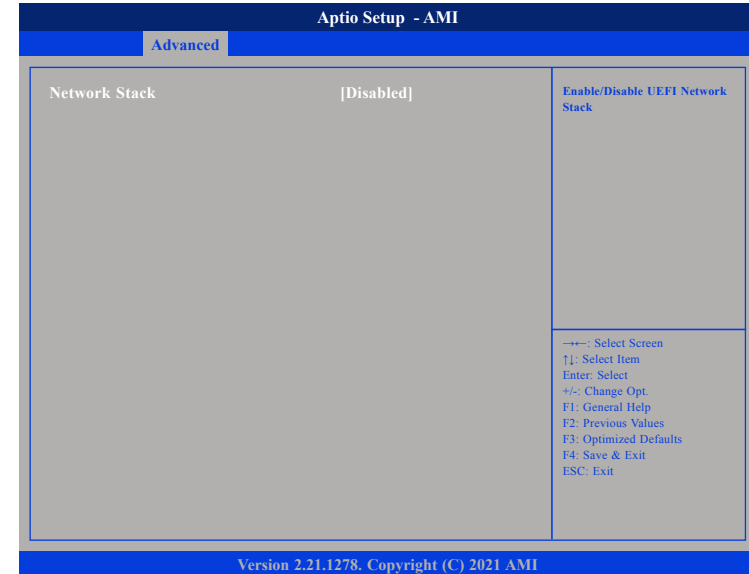 Aptio Setup - AMI
Advanced
Network Stack [Disabled]
Enable/Disable UEFI Network
Stack
→←: Select Screen
↑↓: Select Item
Enter: Select
+/-: Change Opt.
F1: General Help
F2: Previous Values
F3: Optimized Defaults
F4: Save & Exit
ESC: Exit
Version 2.21.1278. Copyright (C) 2021 AMI